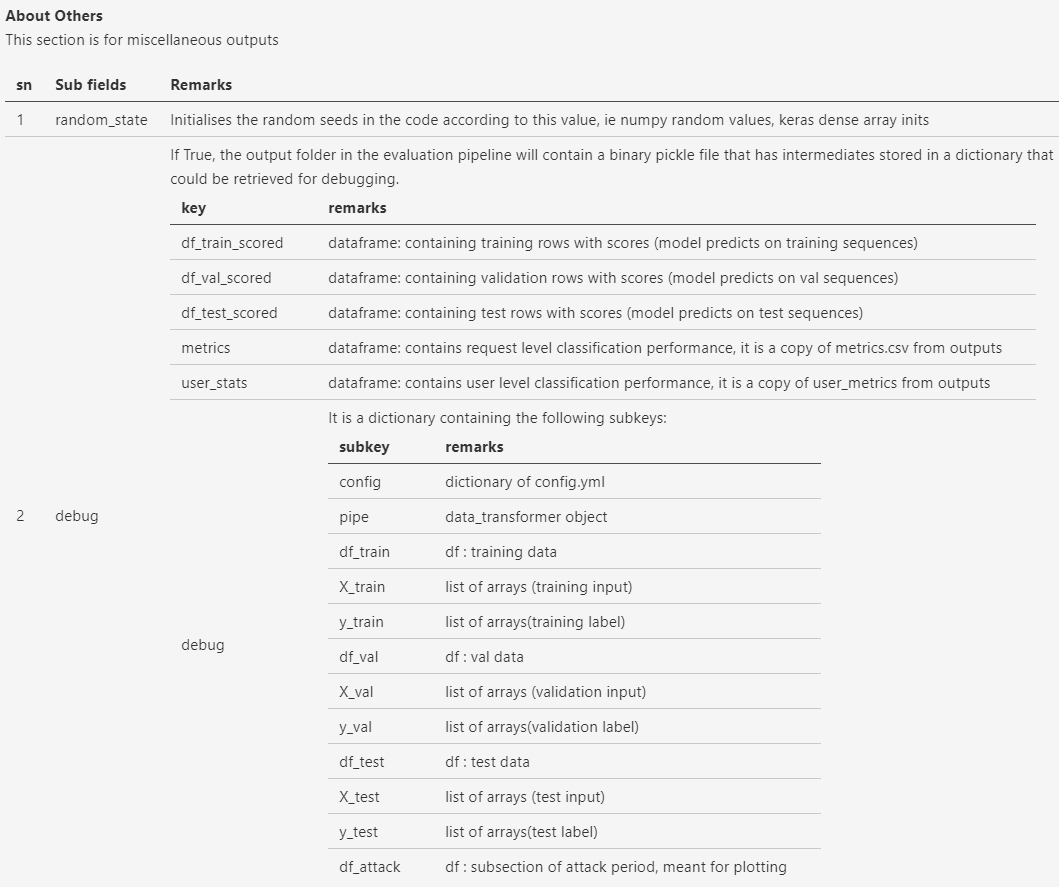 About Others
This section is for miscellaneous outputs
sn Sub fields Remarks
1 random_state Initialises the random seeds in the code according to this value, ie numpy random values, keras dense array inits
If True, the output folder in the evaluation pipeline will contain a binary pickle file that has intermediates stored in a dictionary that
could be retrieved for debugging.
key remarks
df_train_scored dataframe: containing training rows with scores (model predicts on training sequences)
df_val_scored dataframe: containing validation rows with scores (model predicts on val sequences)
df_test_scored dataframe: containing test rows with scores (model predicts on test sequences)
metrics dataframe: contains request level classification performance, it is a copy of metrics.csv from outputs
user_stats dataframe: contains user level classification performance, it is a copy of user_metrics from outputs
It is a dictionary containing the following subkeys:
subkey remarks
config dictionary of config.yml
2 debug pipe data_transformer object
df_train df : training data
X_train list of arrays (training input)
y_train list of arrays(training label)
debug
df_val df : val data
X_val list of arrays (validation input)
y_val list of arrays(validation label)
df_test df : test data
X_test list of arrays (test input)
y_test list of arrays(test label)
df_attack df : subsection of attack period, meant for plotting